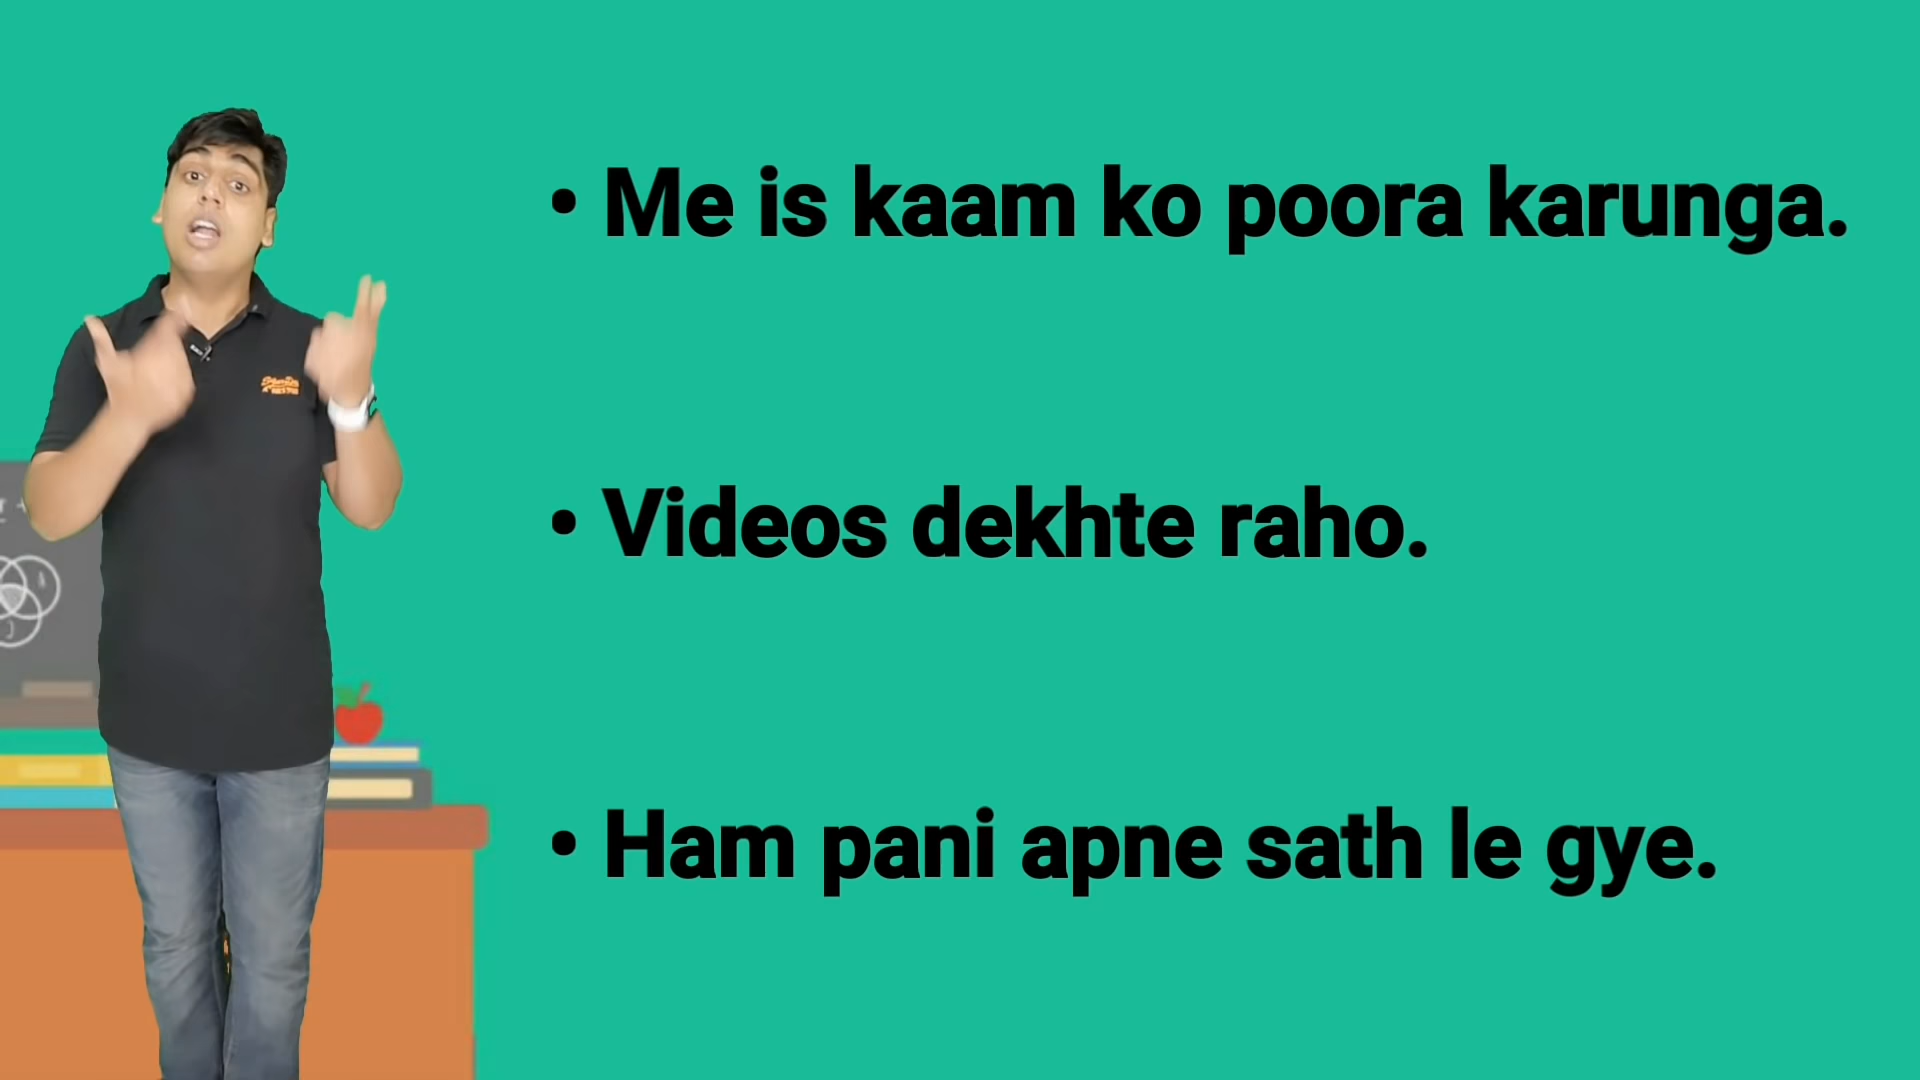 • Me is kaam ko poora karunga.
• Videos dekhte raho.
• Ham pani apne sath le gye.